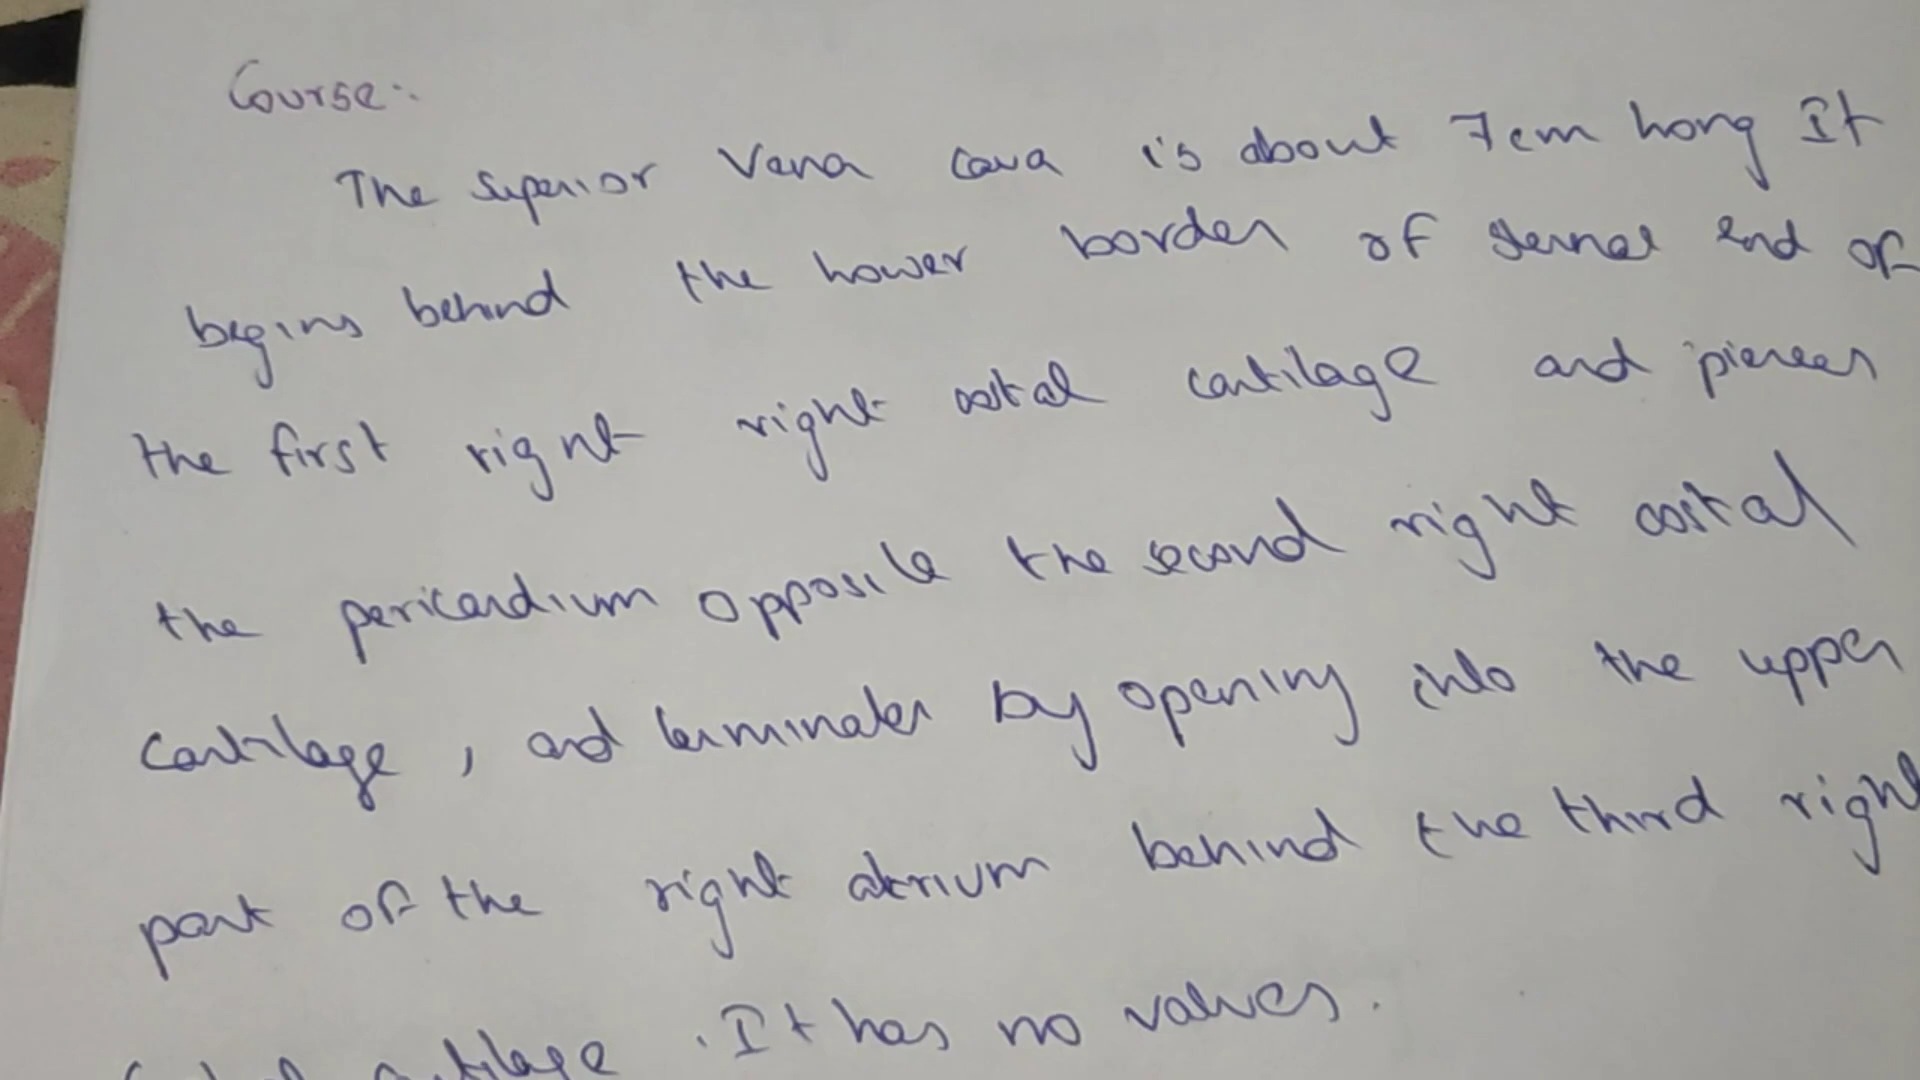 Course:-
The superior Vena cava is about 7cm long It
begins behind the lower border of sternal end of
the first right right costal cartilage and pierces
the pericardium opposite the second right costal
cartilage, and terminates by opening into the upper
part of the right atrium behind the third right
costal cartilage. It has no valves.